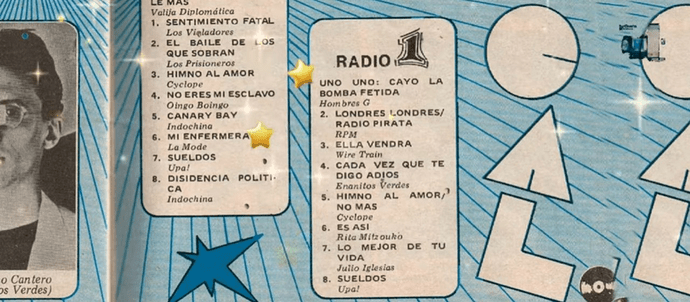 LE MAS
Valija Diplomática
1. SENTIMIENTO FATAL
Los Violadores
2. EL BAILE DE LOS
QUE SOBRAN
Los Prisioneros
3. HIMNO AL AMOR
Cyclope
4. NO ERES MI ESCLAVO
Oingo Boingo
5. CANARY BAY
Indochina
6. MI ENFERMERA
La Mode
7. SUELDOS
Upa!
8. DISIDENCIA POLITI-
CA
Indochina
RADIO 1
UNO UNO: CAYO LA
BOMBA FETIDA
Hombres G
2. LONDRES LONDRES/
RADIO PIRATA
RPM
3. ELLA VENDRA
Wire Train
4. CADA VEZ QUE TE
DIGO ADIOS
Enanitos Verdes
5. HIMNO AL AMOR/
NO MAS
Cyclope
6. ES ASI
Rita Mitzouko
7. LO MEJOR DE TU
VIDA
Julio Iglesias
8. SUELDOS
Upa!
o Cantero
os Verdes)
now